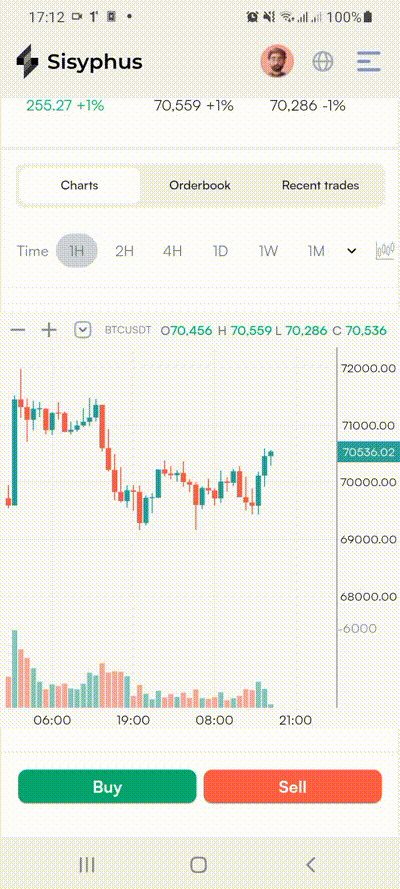 17:12 100%
Sisyphus
255.27 +1% 70,559 +1% 70,286 -1%
Charts Orderbook Recent trades
Time 1H 2H 4H 1D 1W 1M
BTCUSDT O70,456 H 70,559 L 70,286 C 70,536
72000.00
71000.00
70536.02
70000.00
69000.00
68000.00
-6000
06:00 19:00 08:00 21:00
Buy Sell